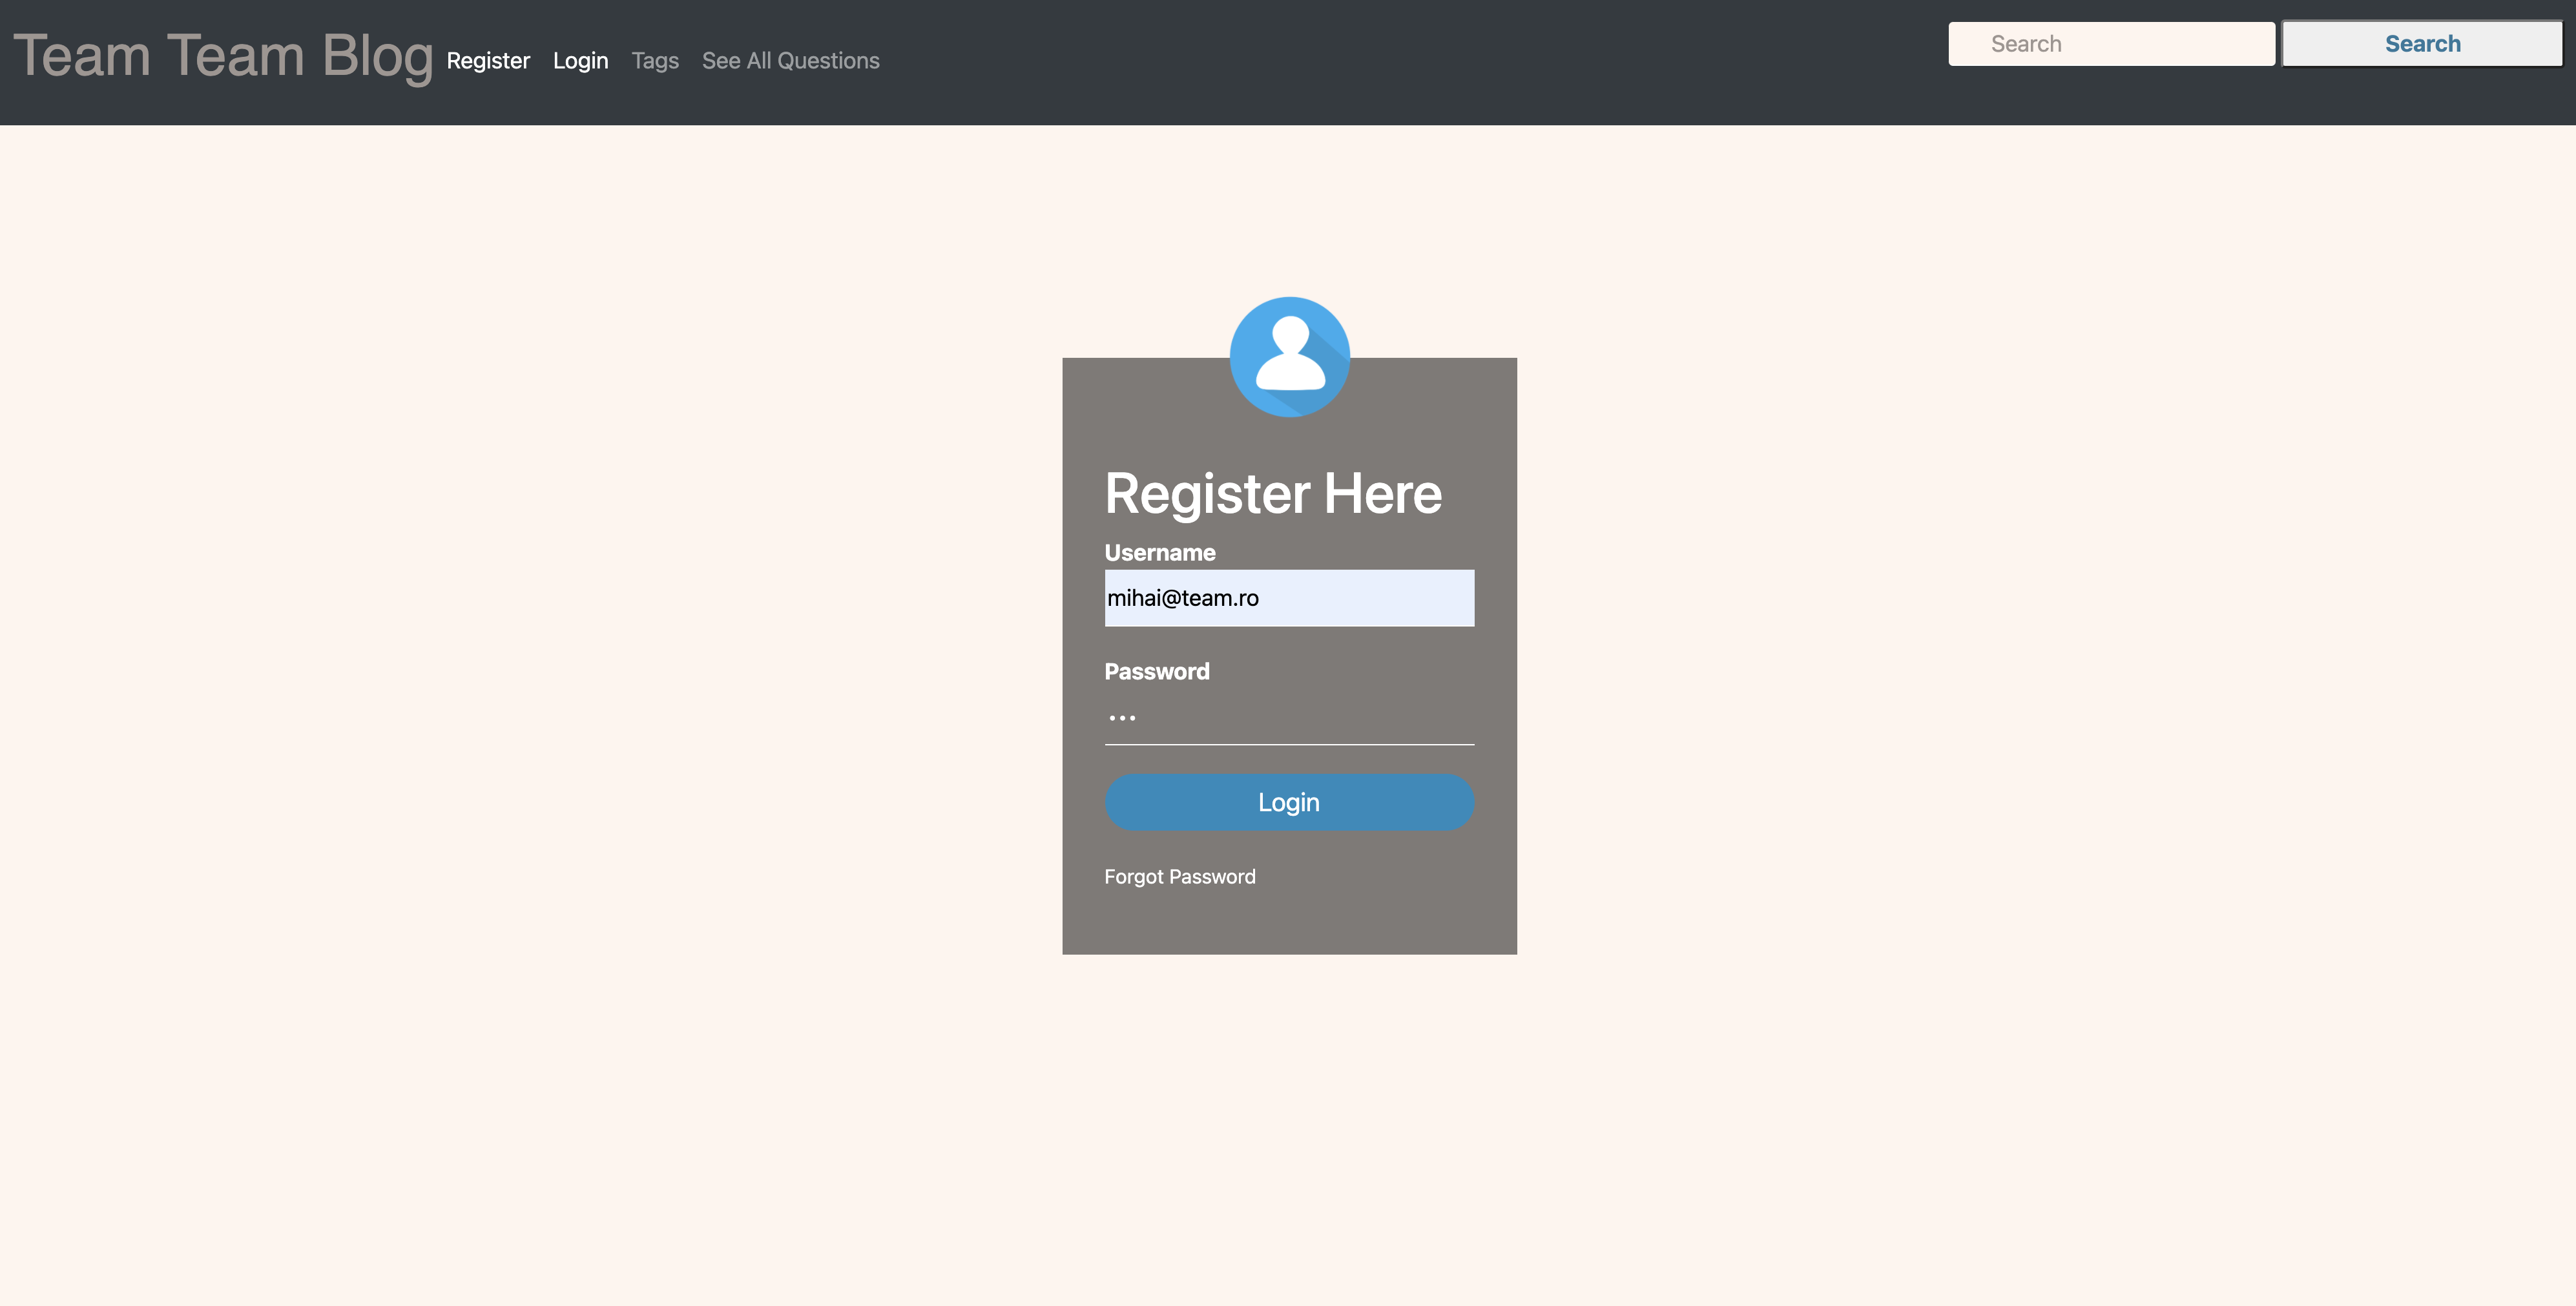 Team Team Blog Register Login Tags See All Questions Search Search
Register Here
Username
mihai@team.ro
Password
•••
Login
Forgot Password